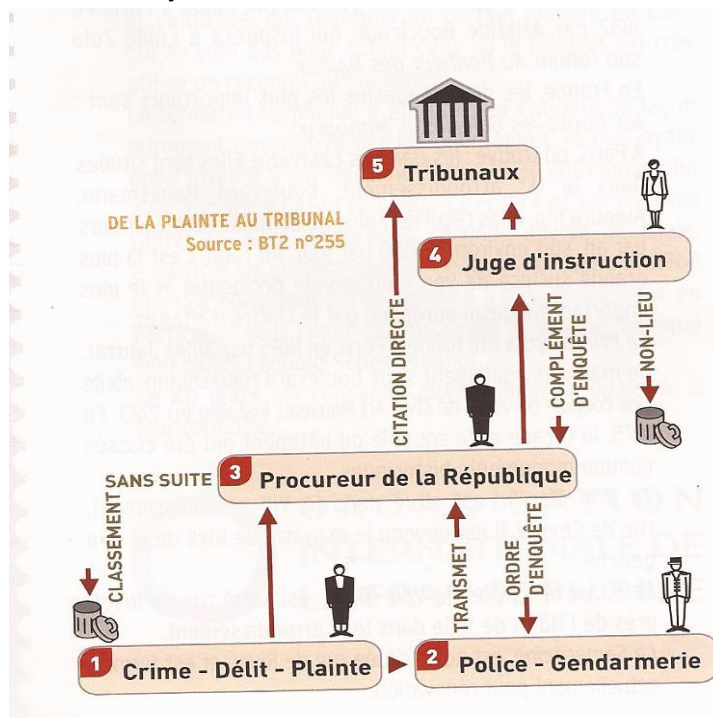 5 Tribunaux
DE LA PLAINTE AU TRIBUNAL
Source : BT2 n°255
4 Juge d'instruction
CITATION DIRECTE
COMPLÉMENT
D'ENQUÊTE
NON-LIEU
CLASSEMENT
SANS SUITE
3 Procureur de la République
TRANSMET
ORDRE
D'ENQUÊTE
1 Crime - Délit - Plainte
2 Police - Gendarmerie